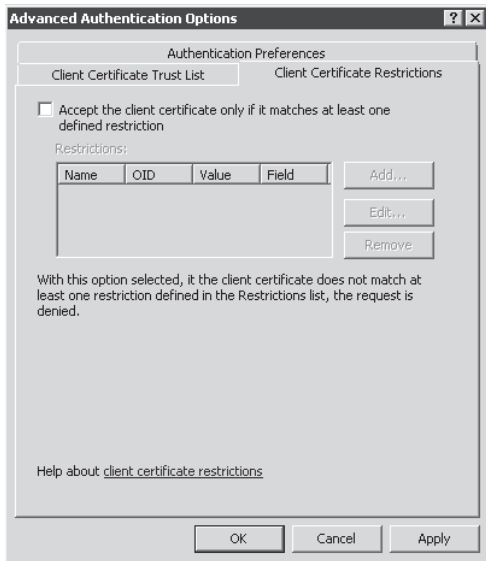 Advanced Authentication Options
Authentication Preferences
Client Certificate Trust List
Client Certificate Restrictions
Accept the client certificate only if it matches at least one
defined restriction
Restrictions:
Name OID Value Field
Add...
Edit...
Remove
With this option selected, it the client certificate does not match at
least one restriction defined in the Restrictions list, the request is
denied.
Help about client certificate restrictions
OK Cancel Apply